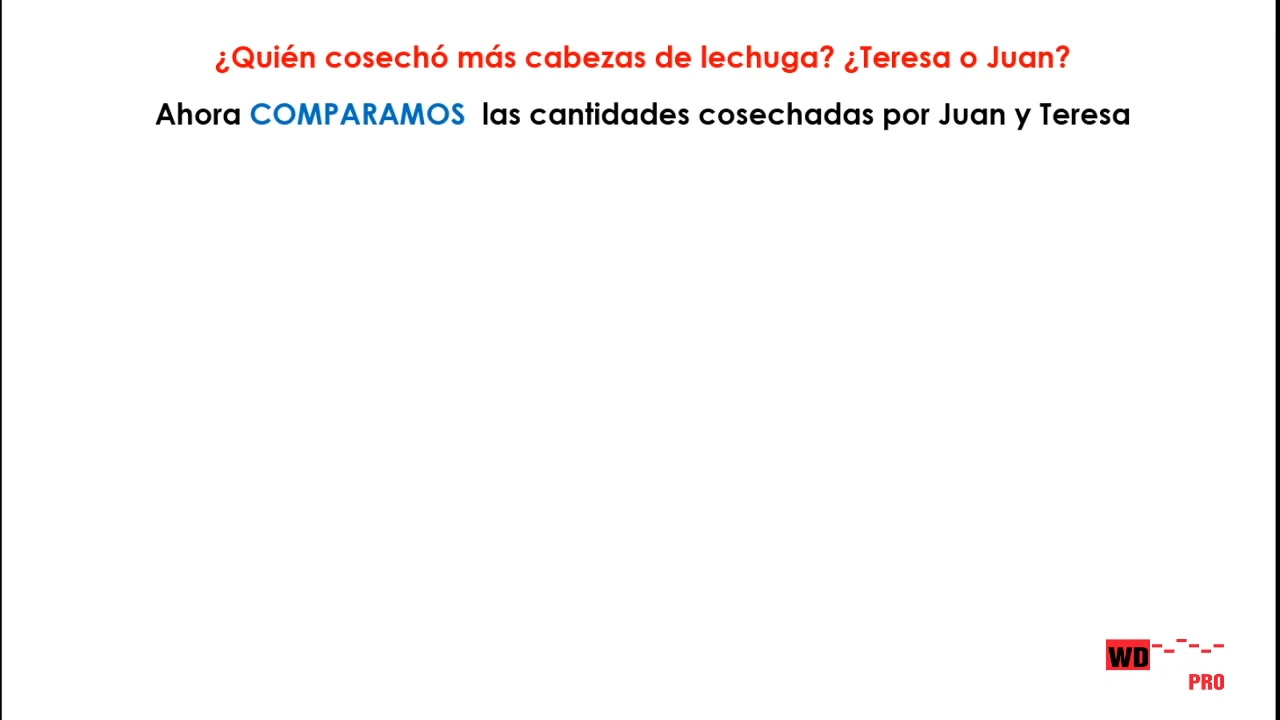 ¿Quién cosechó más cabezas de lechuga? ¿Teresa o Juan?
Ahora COMPARAMOS las cantidades cosechadas por Juan y Teresa
WD
PRO